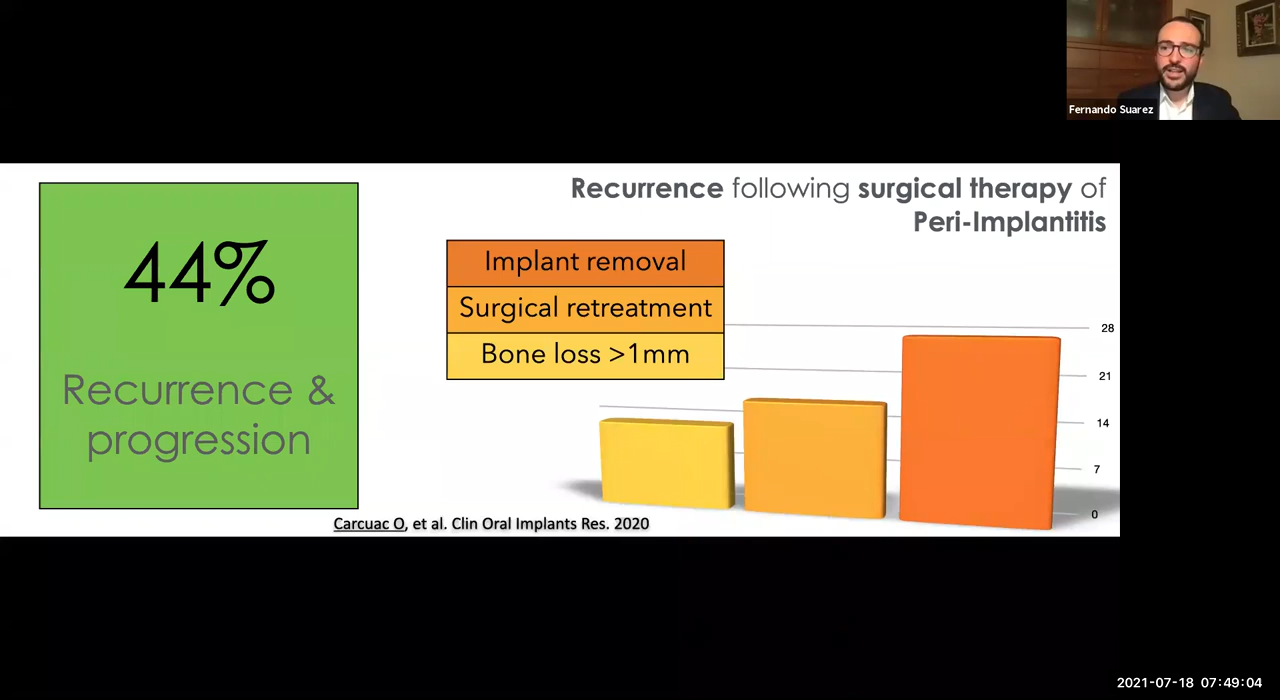 Fernando Suarez
Recurrence following surgical therapy of
Peri-Implantitis
44%
Recurrence &
progression
Implant removal
Surgical retreatment
Bone loss >1mm
28
21
14
7
0
Carcuac O, et al. Clin Oral Implants Res. 2020
2021-07-18 07:49:04